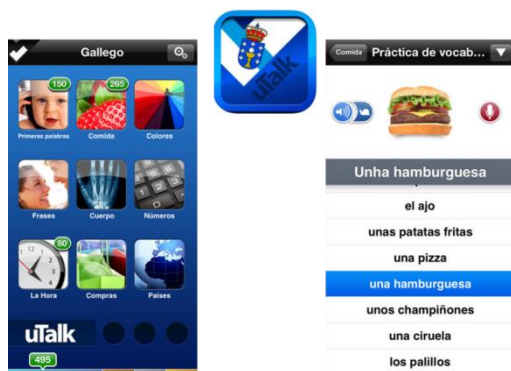 Gallego
150
265
Primeras palabras
Comida
Colores
Frases
Cuerpo
Números
80
La Hora
Compras
Países
uTalk
495
uTalk
Comida
Práctica de vocab...
Unha hamburguesa
el ajo
unas patatas fritas
una pizza
una hamburguesa
unos champiñones
una ciruela
los palillos